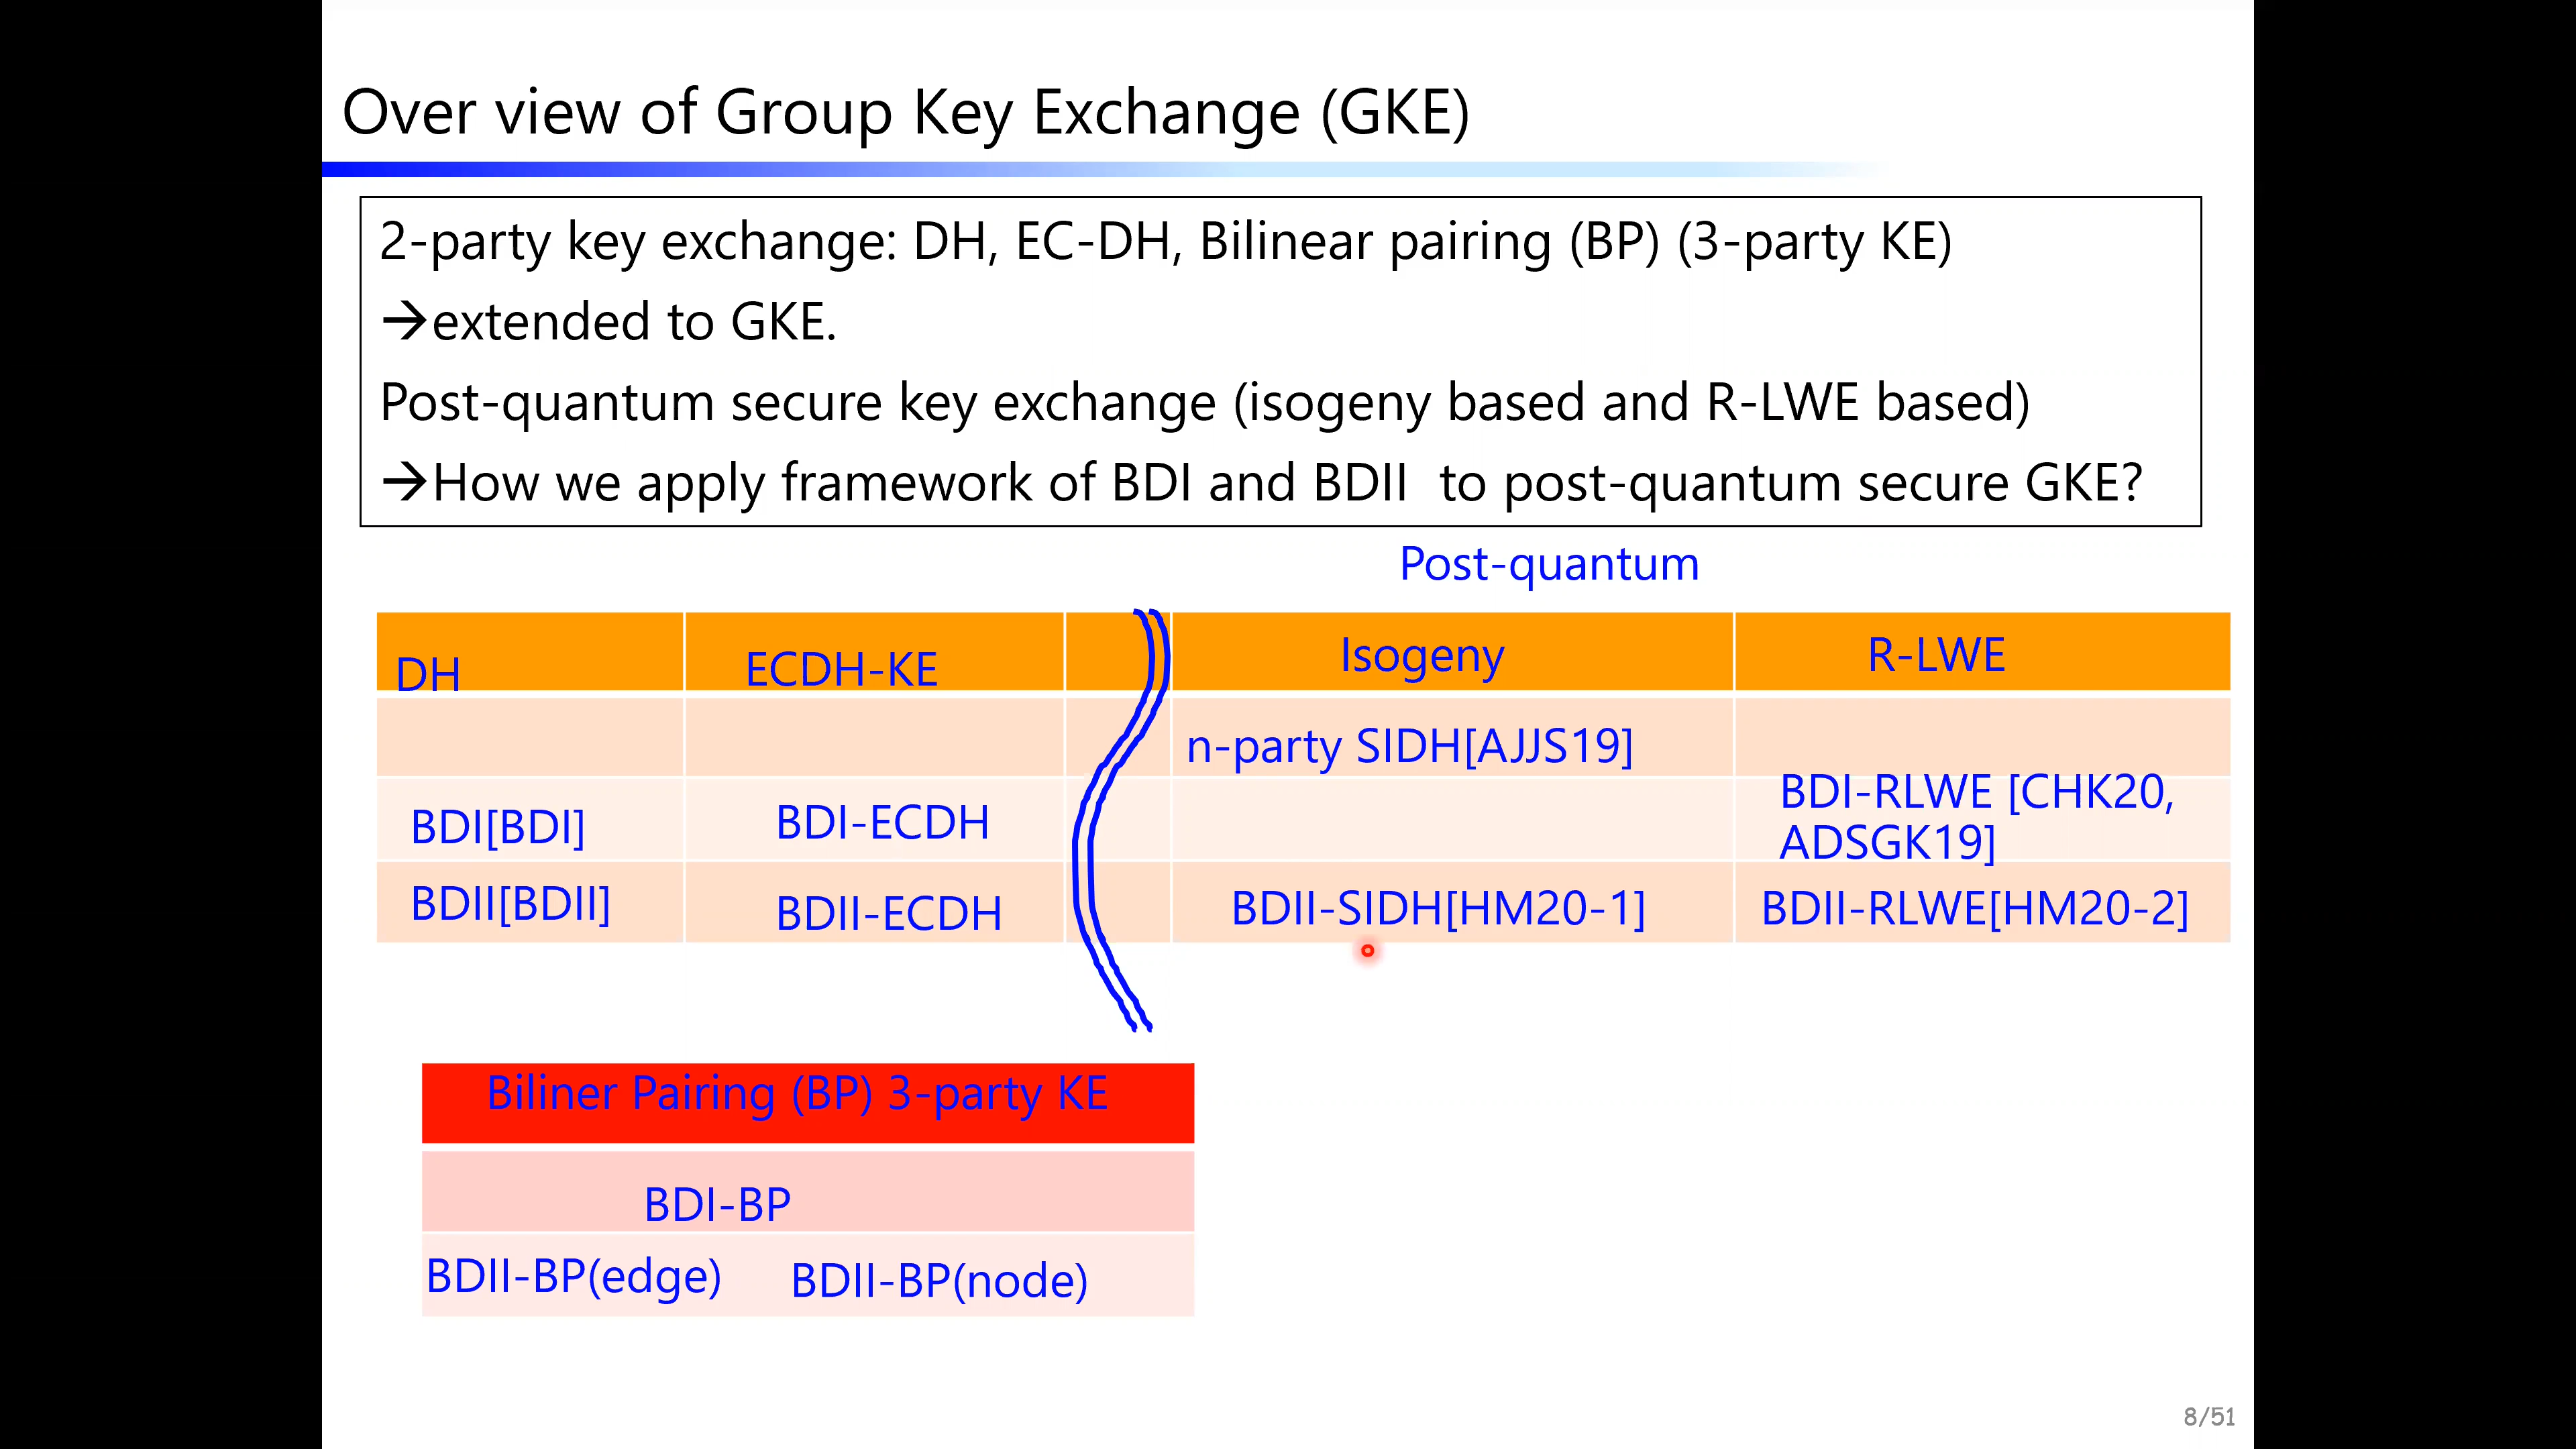 Over view of Group Key Exchange (GKE)
2-party key exchange: DH, EC-DH, Bilinear pairing (BP) (3-party KE)
→extended to GKE.
Post-quantum secure key exchange (isogeny based and R-LWE based)
→How we apply framework of BDI and BDII to post-quantum secure GKE?
Post-quantum
DH ECDH-KE Isogeny R-LWE
n-party SIDH[AJJS19]
BDI[BDI] BDI-ECDH BDI-RLWE [CHK20,
ADSGK19]
BDII[BDII] BDII-ECDH BDII-SIDH[HM20-1] BDII-RLWE[HM20-2]
Biliner Pairing (BP) 3-party KE
BDI-BP
BDII-BP(edge) BDII-BP(node)
8/51